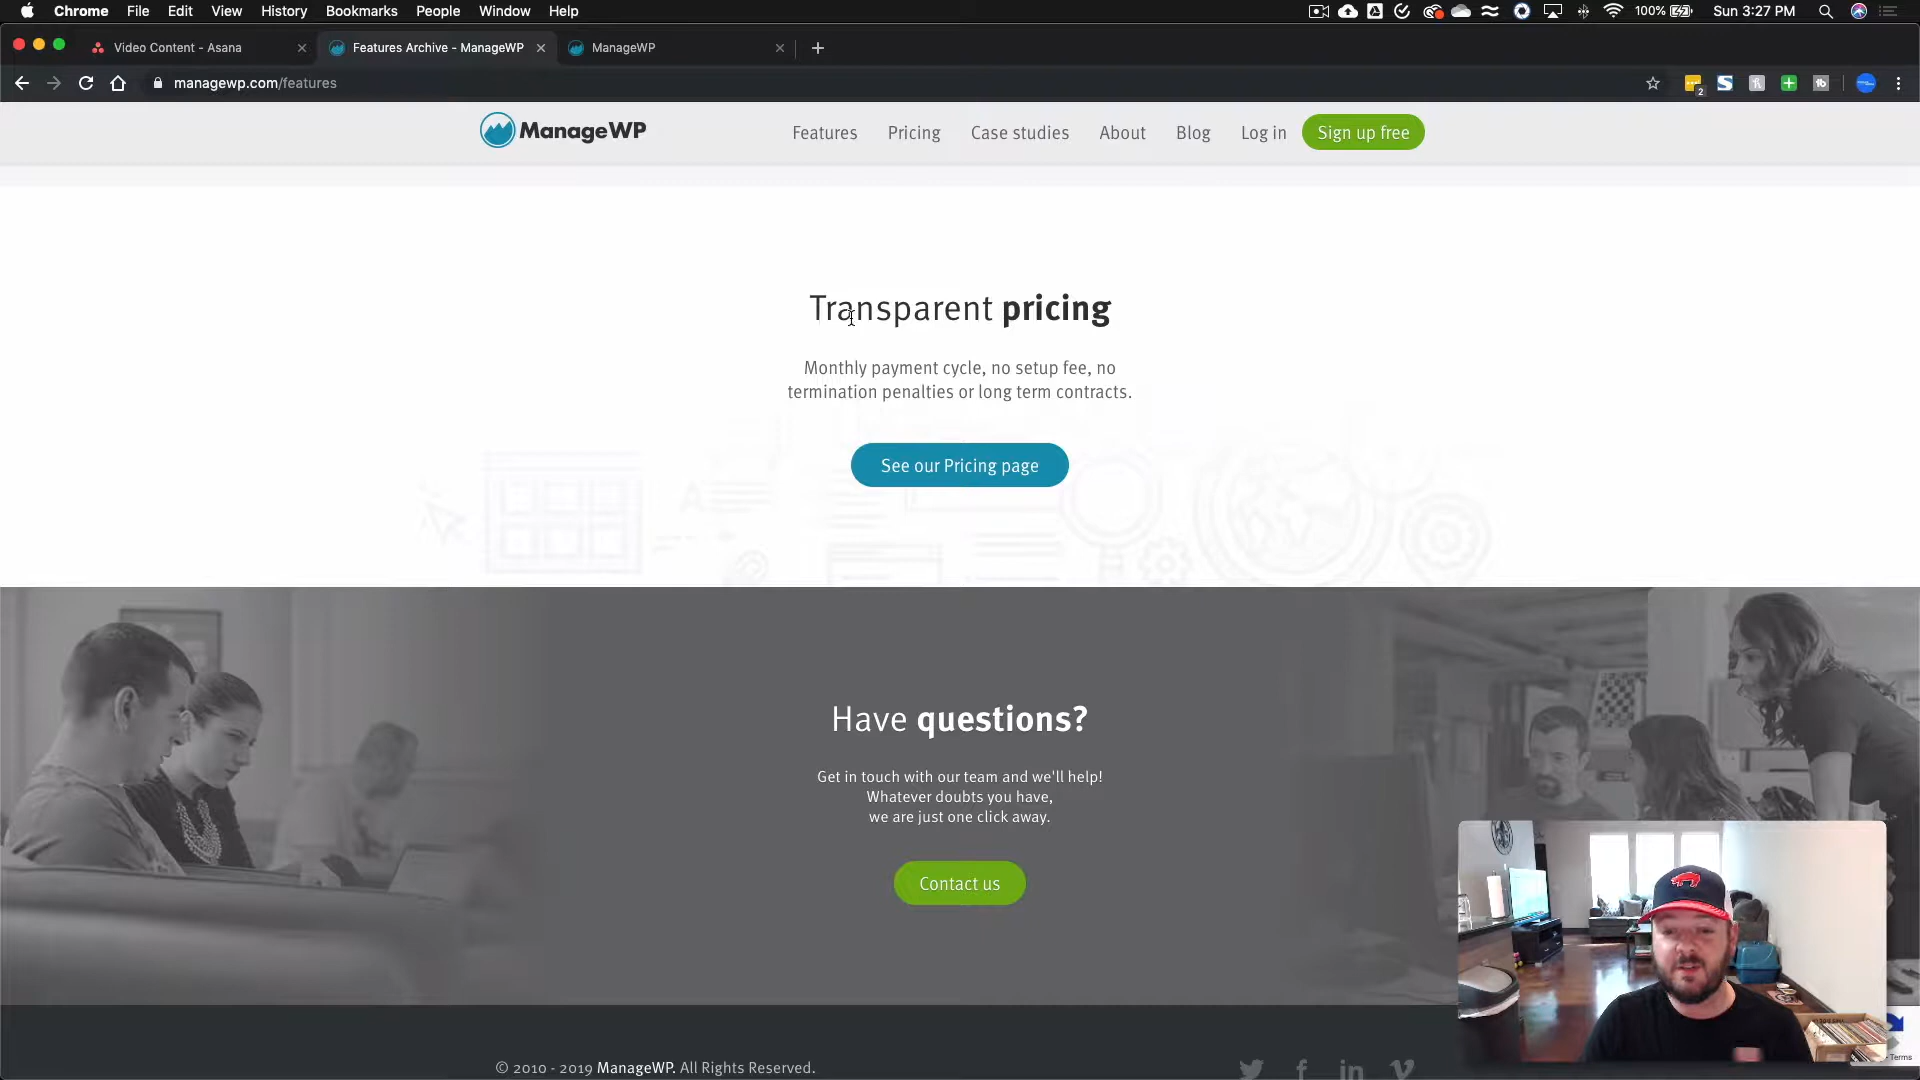 Chrome File Edit View History Bookmarks People Window Help 100% Sun 3:27 PM
Video Content - Asana Features Archive - ManageWP ManageWP
managewp.com/features 2
ManageWP Features Pricing Case studies About Blog Log in Sign up free
Transparent pricing
Monthly payment cycle, no setup fee, no
termination penalties or long term contracts.
See our Pricing page
Have questions?
Get in touch with our team and we'll help!
Whatever doubts you have,
we are just one click away.
Contact us
© 2010 - 2019 ManageWP. All Rights Reserved.
Terms